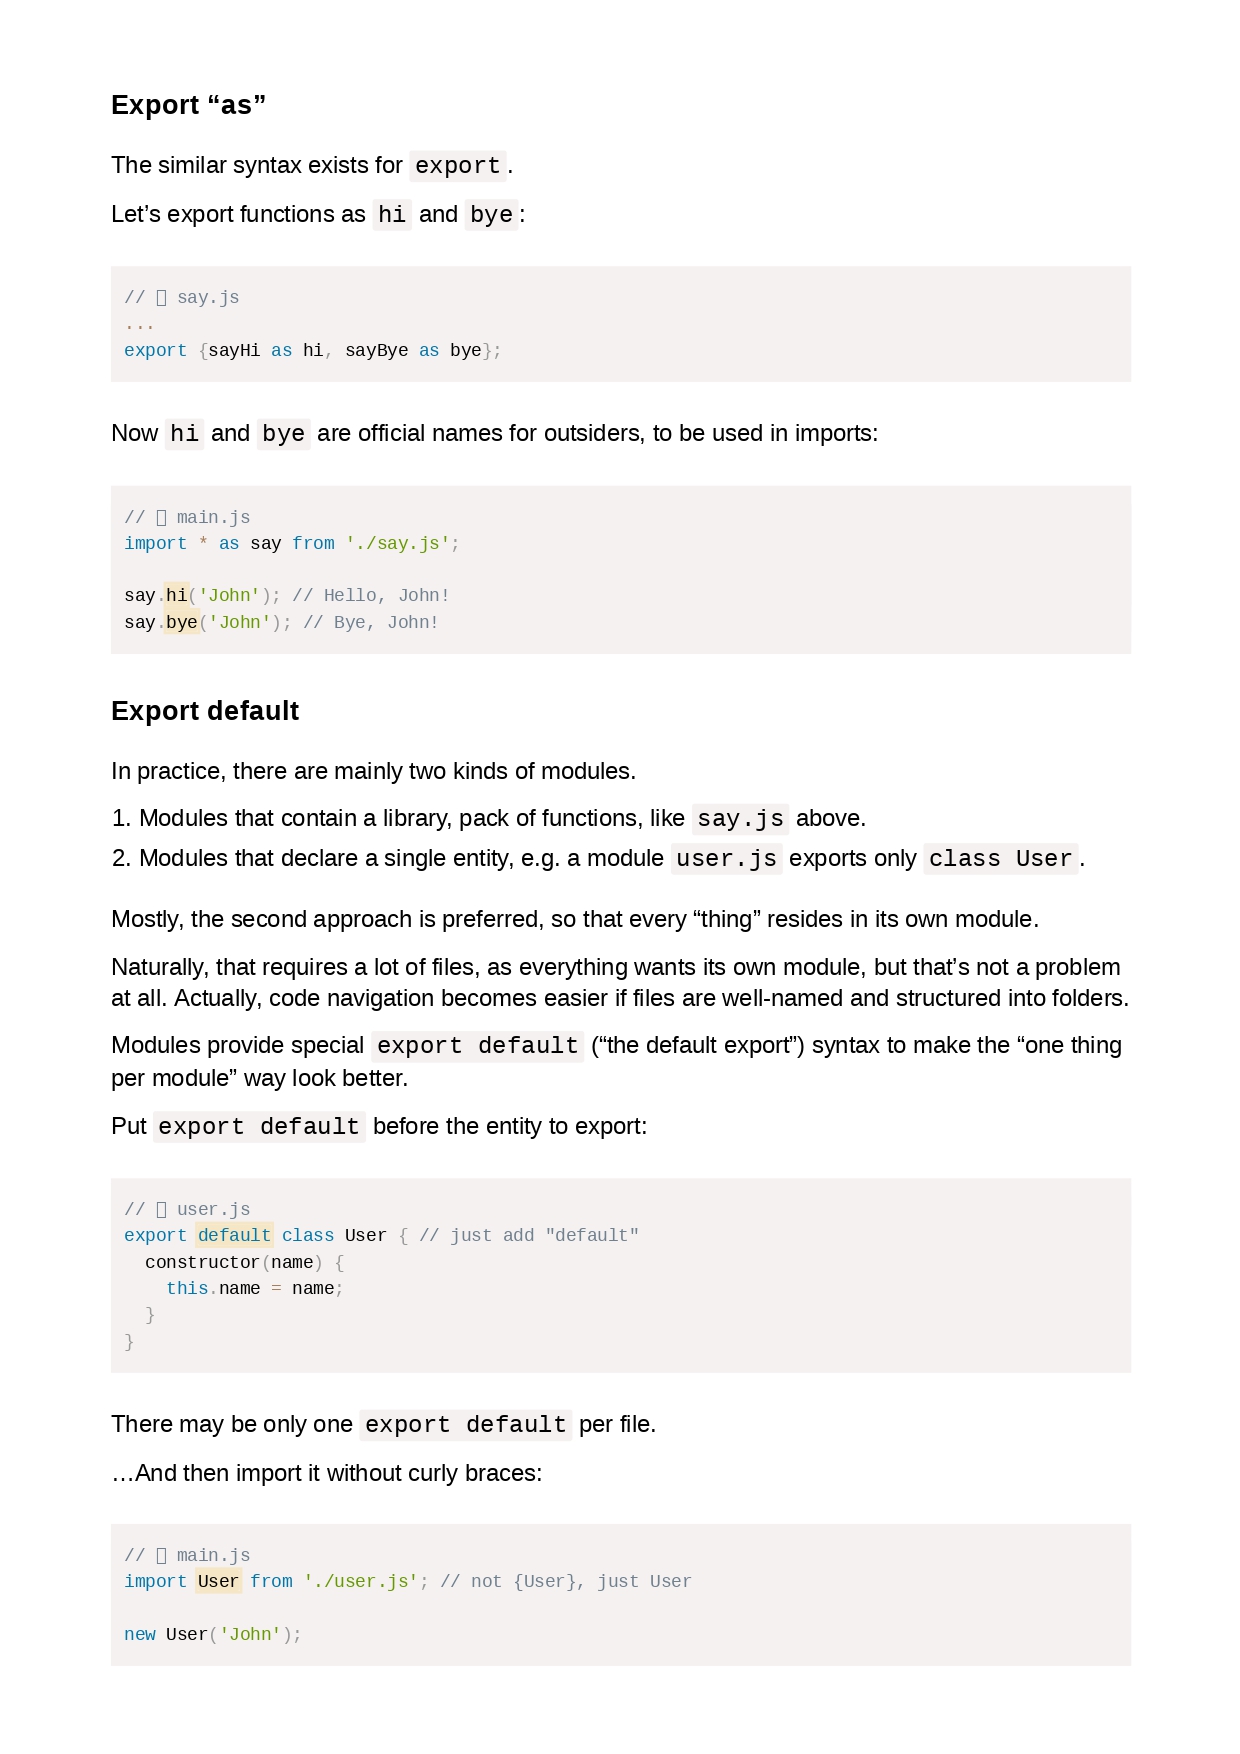 Export “as”
The similar syntax exists for export.
Let’s export functions as hi and bye:
// say.js
...
export {sayHi as hi, sayBye as bye};
Now hi and bye are official names for outsiders, to be used in imports:
// main.js
import * as say from './say.js';
say.hi('John'); // Hello, John!
say.bye('John'); // Bye, John!
Export default
In practice, there are mainly two kinds of modules.
1. Modules that contain a library, pack of functions, like say.js above.
2. Modules that declare a single entity, e.g. a module user.js exports only class User.
Mostly, the second approach is preferred, so that every “thing” resides in its own module.
Naturally, that requires a lot of files, as everything wants its own module, but that’s not a problem
at all. Actually, code navigation becomes easier if files are well-named and structured into folders.
Modules provide special export default (“the default export”) syntax to make the “one thing
per module” way look better.
Put export default before the entity to export:
// user.js
export default class User { // just add "default"
  constructor(name) {
    this.name = name;
  }
}
There may be only one export default per file.
…And then import it without curly braces:
// main.js
import User from './user.js'; // not {User}, just User
new User('John');